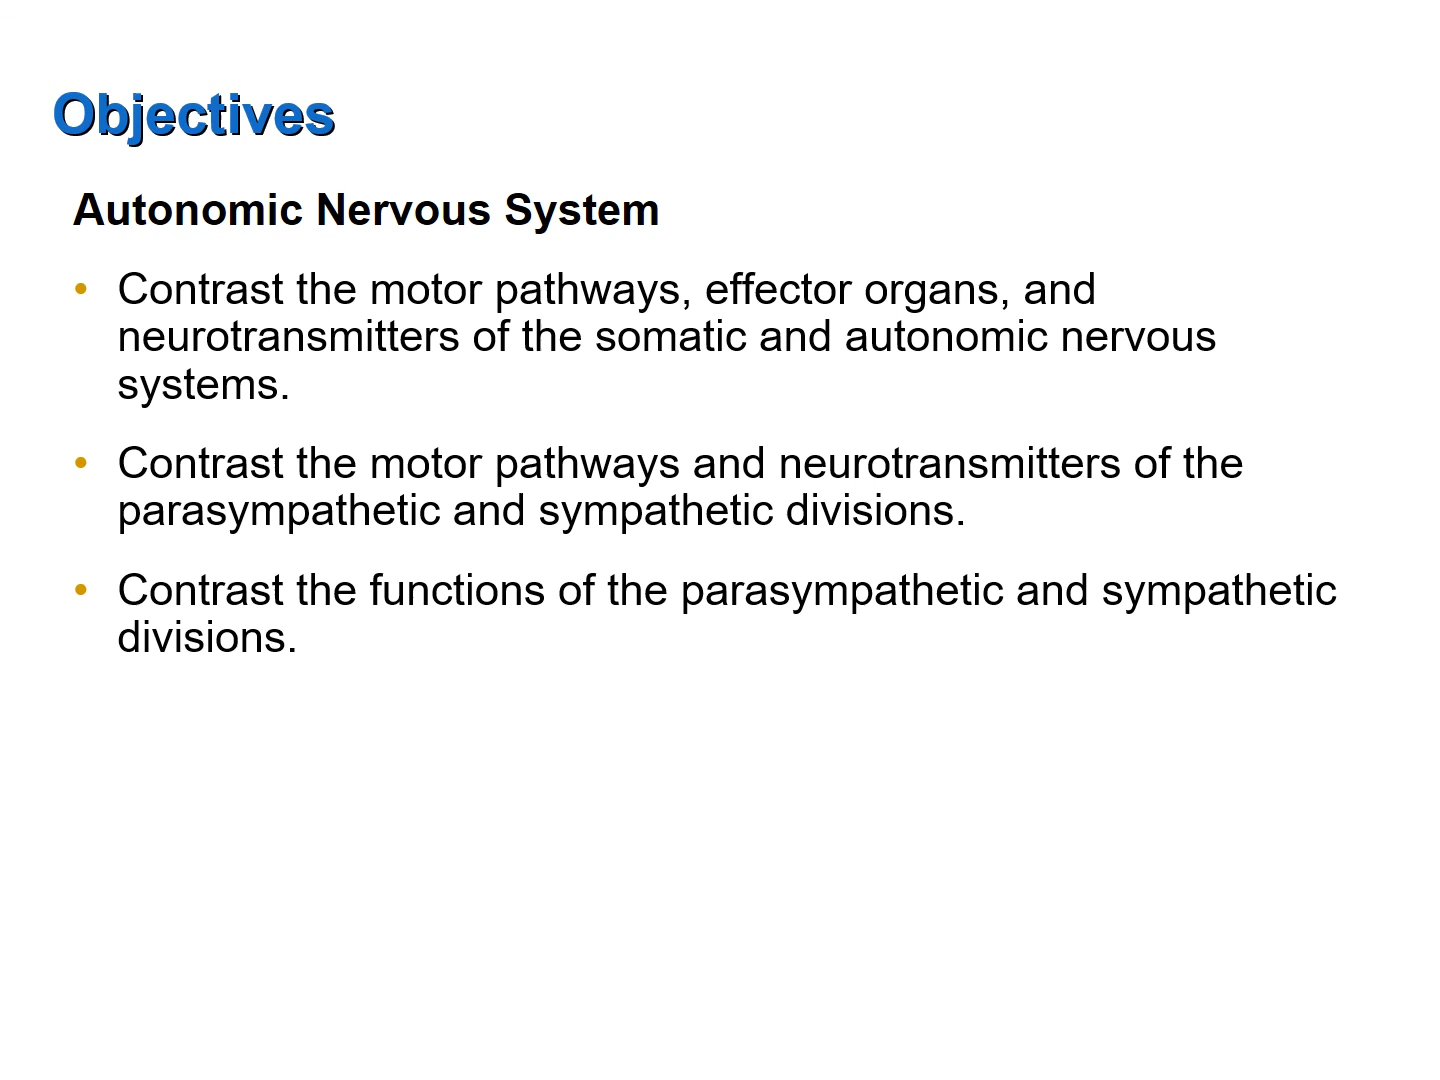 Objectives
Autonomic Nervous System
• Contrast the motor pathways, effector organs, and
neurotransmitters of the somatic and autonomic nervous
systems.
• Contrast the motor pathways and neurotransmitters of the
parasympathetic and sympathetic divisions.
• Contrast the functions of the parasympathetic and sympathetic
divisions.